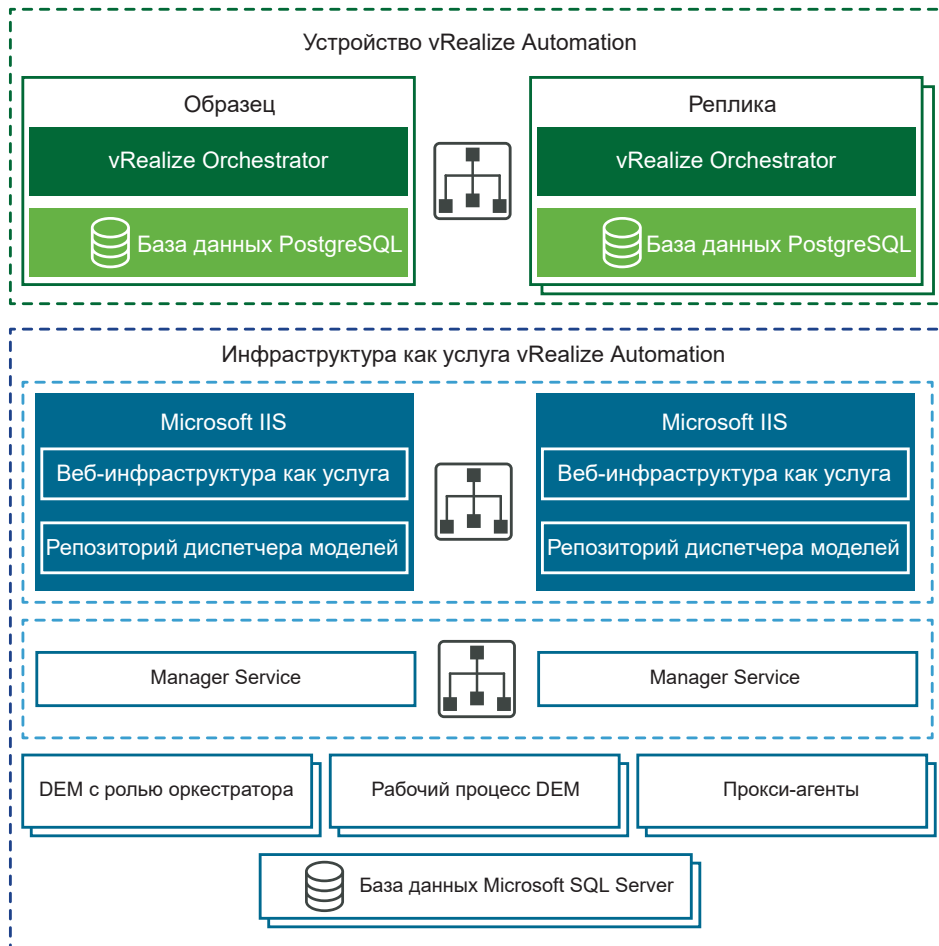 Устройство vRealize Automation
Образец
Реплика
vRealize Orchestrator
vRealize Orchestrator
База данных PostgreSQL
База данных PostgreSQL
Инфраструктура как услуга vRealize Automation
Microsoft IIS
Microsoft IIS
Веб-инфраструктура как услуга
Веб-инфраструктура как услуга
Репозиторий диспетчера моделей
Репозиторий диспетчера моделей
Manager Service
Manager Service
DEM с ролью оркестратора
Рабочий процесс DEM
Прокси-агенты
База данных Microsoft SQL Server